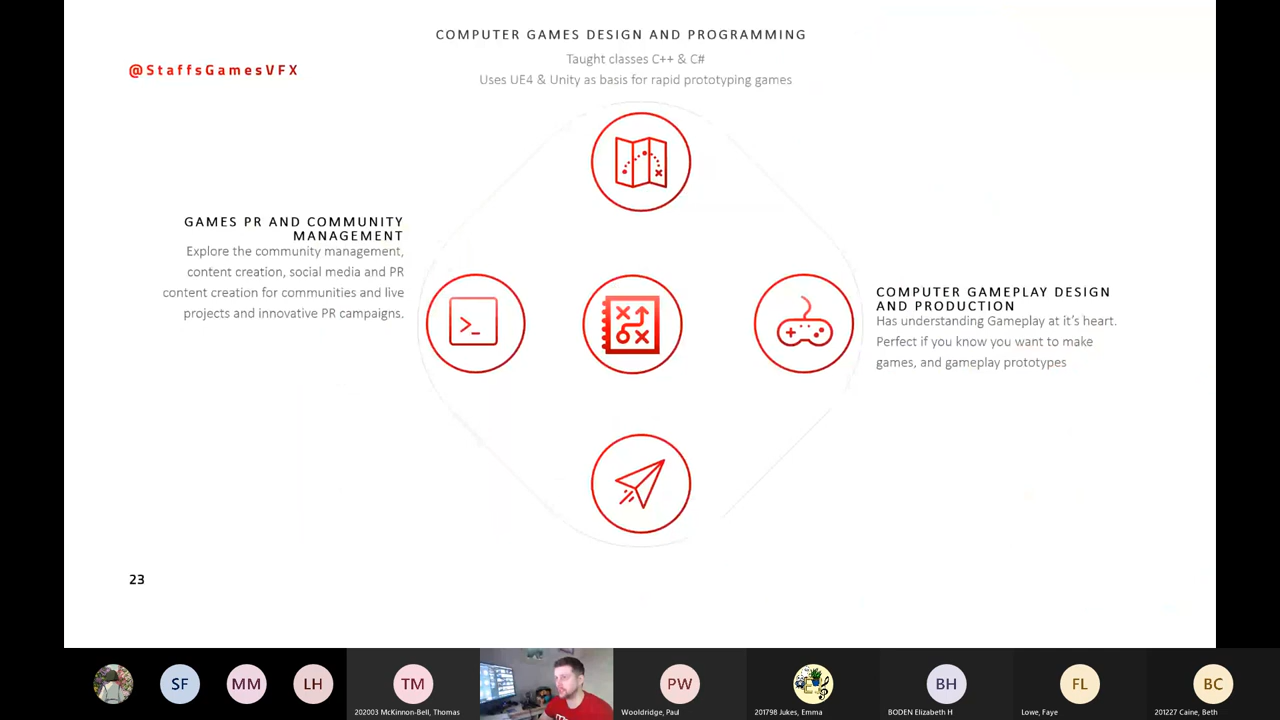 COMPUTER GAMES DESIGN AND PROGRAMMING
Taught classes C++ & C#
Uses UE4 & Unity as basis for rapid prototyping games
@StaffsGamesVFX
GAMES PR AND COMMUNITY
MANAGEMENT
Explore the community management,
content creation, social media and PR
content creation for communities and live
projects and innovative PR campaigns.
COMPUTER GAMEPLAY DESIGN
AND PRODUCTION
Has understanding Gameplay at it's heart.
Perfect if you know you want to make
games, and gameplay prototypes
23
SF
MM
LH
TM
PW
BH
FL
BC
202003 McKinnon-Bell, Thomas
Wooldridge, Paul
201798 Jukes, Emma
BODEN Elizabeth H
Lowe, Faye
201227 Caine, Beth